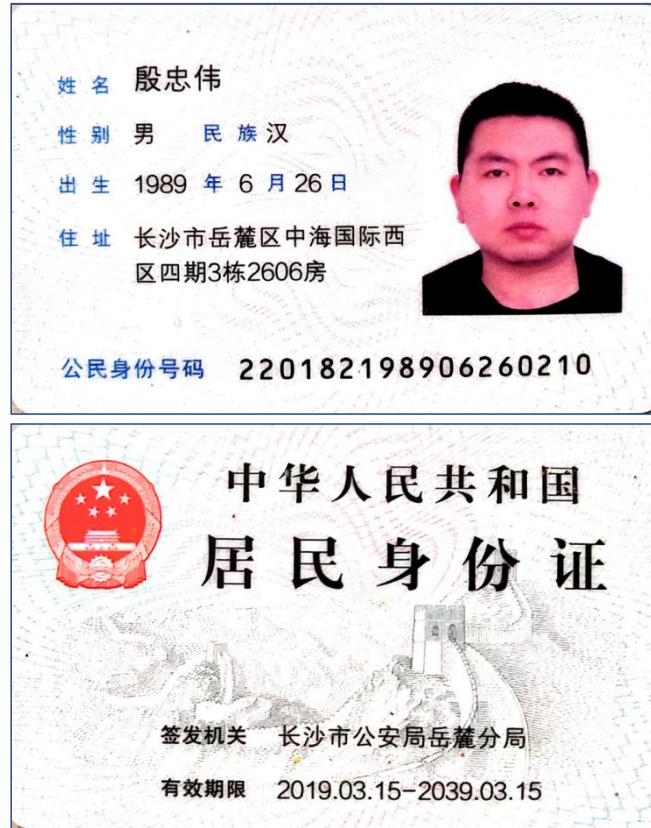 姓名 殷忠伟
性别 男 民族 汉
出生 1989 年 6 月 26 日
住址 长沙市岳麓区中海国际西
区四期3栋2606房
公民身份号码 220182198906260210
中华人民共和国
居民身份证
签发机关 长沙市公安局岳麓分局
有效期限 2019.03.15-2039.03.15